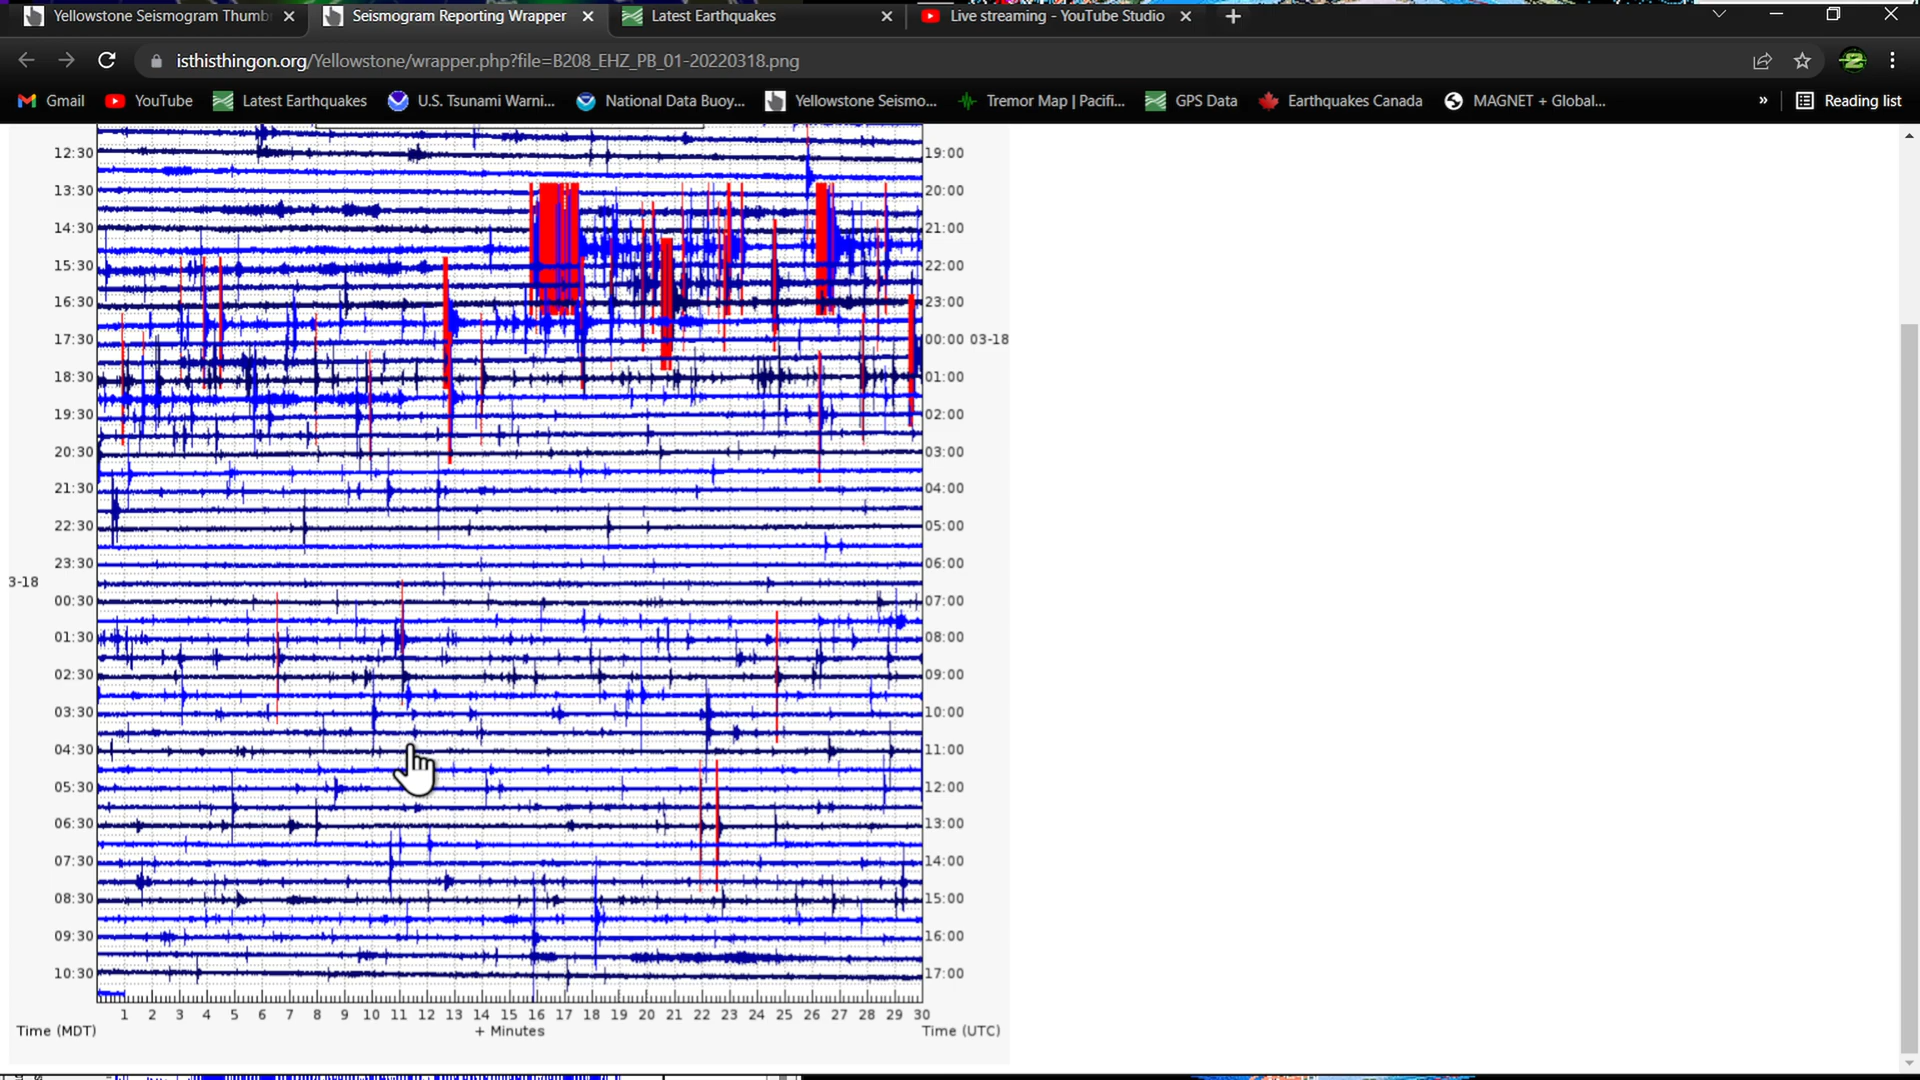 Yellowstone Seismogram Thumb
Seismogram Reporting Wrapper
Latest Earthquakes
Live streaming - YouTube Studio
isthisthingon.org/Yellowstone/wrapper.php?file=B208_EHZ_PB_01-20220318.png
Gmail
YouTube
Latest Earthquakes
U.S. Tsunami Warni...
National Data Buoy...
Yellowstone Seismo...
Tremor Map | Pacifi...
GPS Data
Earthquakes Canada
MAGNET + Global...
»
Reading list
12:30 19:00
13:30 20:00
14:30 21:00
15:30 22:00
16:30 23:00
17:30 00:00 03-18
18:30 01:00
19:30 02:00
20:30 03:00
21:30 04:00
22:30 05:00
23:30 06:00
3-18
00:30 07:00
01:30 08:00
02:30 09:00
03:30 10:00
04:30 11:00
05:30 12:00
06:30 13:00
07:30 14:00
08:30 15:00
09:30 16:00
10:30 17:00
1 2 3 4 5 6 7 8 9 10 11 12 13 14 15 16 17 18 19 20 21 22 23 24 25 26 27 28 29 30
Time (MDT) + Minutes Time (UTC)